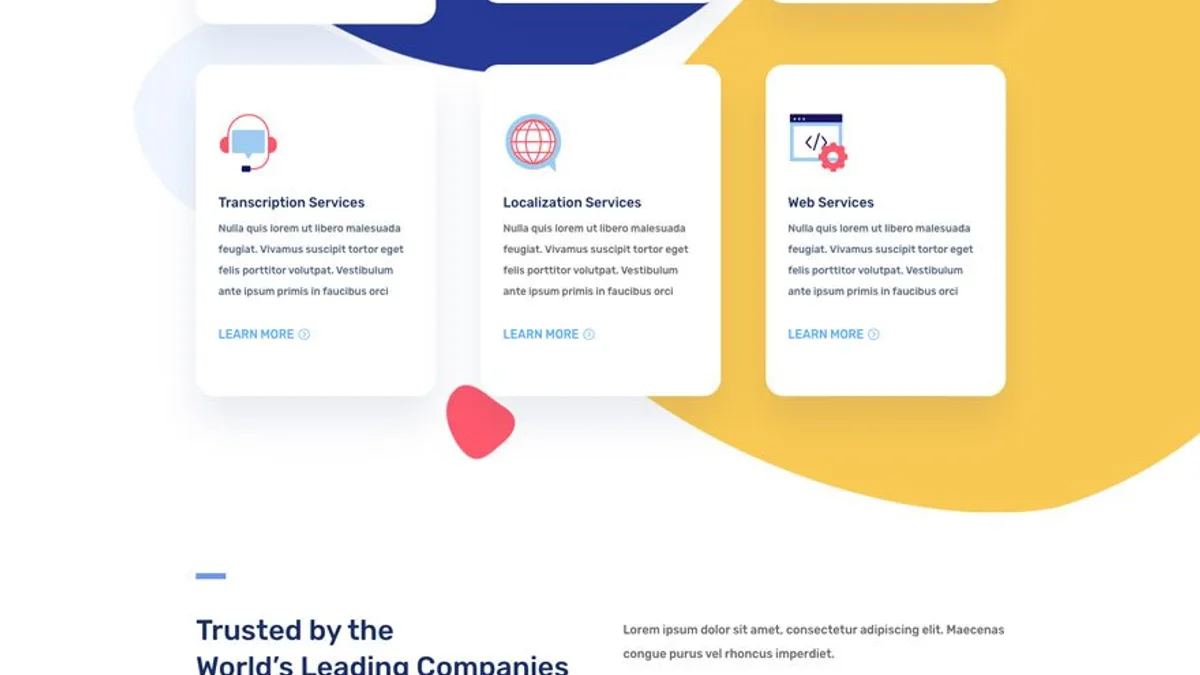 Transcription Services
Nulla quis lorem ut libero malesuada
feugiat. Vivamus suscipit tortor eget
felis porttitor volutpat. Vestibulum
ante ipsum primis in faucibus orci
LEARN MORE
Localization Services
Nulla quis lorem ut libero malesuada
feugiat. Vivamus suscipit tortor eget
felis porttitor volutpat. Vestibulum
ante ipsum primis in faucibus orci
LEARN MORE
</>
Web Services
Nulla quis lorem ut libero malesuada
feugiat. Vivamus suscipit tortor eget
felis porttitor volutpat. Vestibulum
ante ipsum primis in faucibus orci
LEARN MORE
Trusted by the
World's Leading Companies
Lorem ipsum dolor sit amet, consectetur adipiscing elit. Maecenas
congue purus vel rhoncus imperdiet.